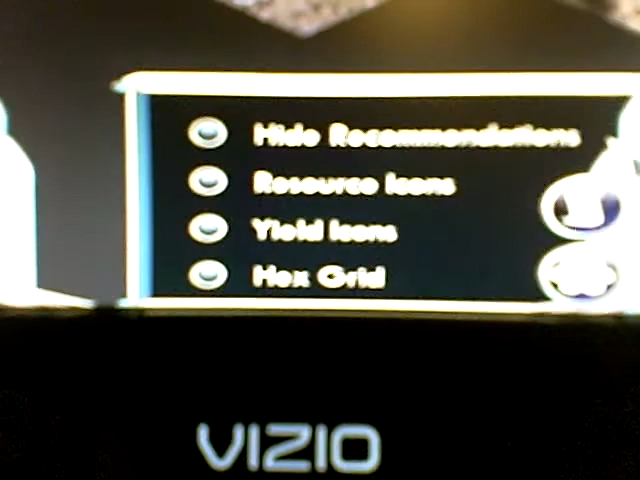 Hide Recommendations
Resource Icons
Yield Icons
Hex Grid
VIZIO